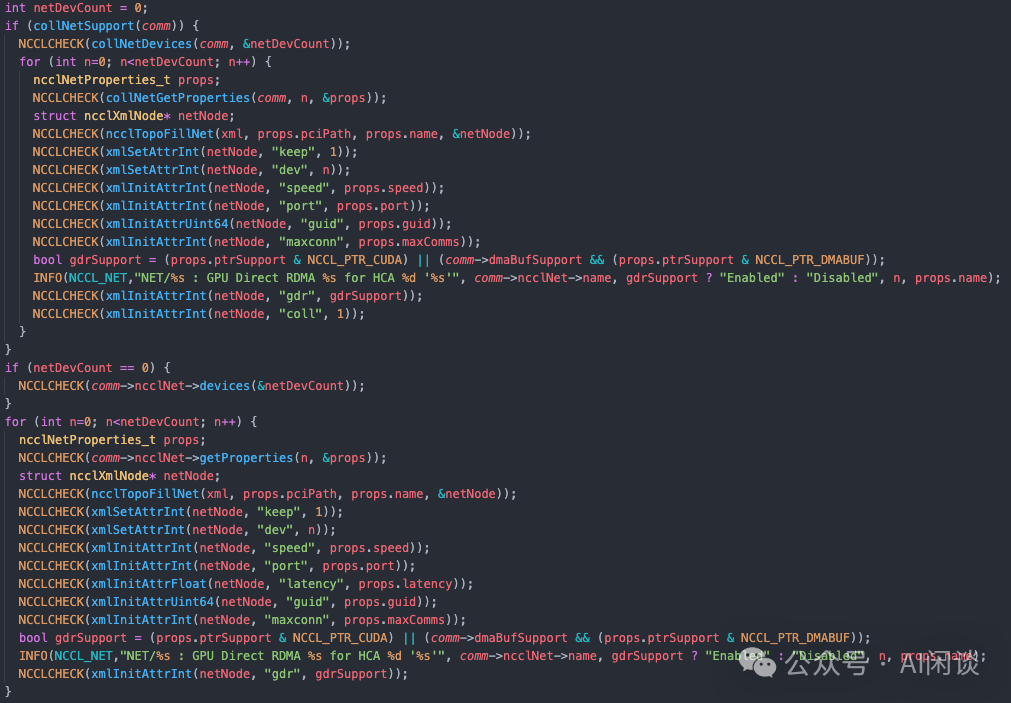 int netDevCount = 0;
if (collNetSupport(comm)) {
  NCCLCHECK(collNetDevices(comm, &netDevCount));
  for (int n=0; n<netDevCount; n++) {
    ncclNetProperties_t props;
    NCCLCHECK(collNetGetProperties(comm, n, &props));
    struct ncclXmlNode* netNode;
    NCCLCHECK(ncclTopoFillNet(xml, props.pciPath, props.name, &netNode));
    NCCLCHECK(xmlSetAttrInt(netNode, "keep", 1));
    NCCLCHECK(xmlSetAttrInt(netNode, "dev", n));
    NCCLCHECK(xmlInitAttrInt(netNode, "speed", props.speed));
    NCCLCHECK(xmlInitAttrInt(netNode, "port", props.port));
    NCCLCHECK(xmlInitAttrUint64(netNode, "guid", props.guid));
    NCCLCHECK(xmlInitAttrInt(netNode, "maxconn", props.maxComms));
    bool gdrSupport = (props.ptrSupport & NCCL_PTR_CUDA) || (comm->dmaBufSupport && (props.ptrSupport & NCCL_PTR_DMABUF));
    INFO(NCCL_NET,"NET/%s : GPU Direct RDMA %s for HCA %d '%s'", comm->ncclNet->name, gdrSupport ? "Enabled" : "Disabled", n, props.name);
    NCCLCHECK(xmlInitAttrInt(netNode, "gdr", gdrSupport));
    NCCLCHECK(xmlInitAttrInt(netNode, "coll", 1));
  }
}
if (netDevCount == 0) {
  NCCLCHECK(comm->ncclNet->devices(&netDevCount));
}
for (int n=0; n<netDevCount; n++) {
  ncclNetProperties_t props;
  NCCLCHECK(comm->ncclNet->getProperties(n, &props));
  struct ncclXmlNode* netNode;
  NCCLCHECK(ncclTopoFillNet(xml, props.pciPath, props.name, &netNode));
  NCCLCHECK(xmlSetAttrInt(netNode, "keep", 1));
  NCCLCHECK(xmlSetAttrInt(netNode, "dev", n));
  NCCLCHECK(xmlInitAttrInt(netNode, "speed", props.speed));
  NCCLCHECK(xmlInitAttrInt(netNode, "port", props.port));
  NCCLCHECK(xmlInitAttrFloat(netNode, "latency", props.latency));
  NCCLCHECK(xmlInitAttrUint64(netNode, "guid", props.guid));
  NCCLCHECK(xmlInitAttrInt(netNode, "maxconn", props.maxComms));
  bool gdrSupport = (props.ptrSupport & NCCL_PTR_CUDA) || (comm->dmaBufSupport && (props.ptrSupport & NCCL_PTR_DMABUF));
  INFO(NCCL_NET,"NET/%s : GPU Direct RDMA %s for HCA %d '%s'", comm->ncclNet->name, gdrSupport ? "Enabled" : "Disabled", n, props.name);
  NCCLCHECK(xmlInitAttrInt(netNode, "gdr", gdrSupport));
}
公众号 · AI闲谈